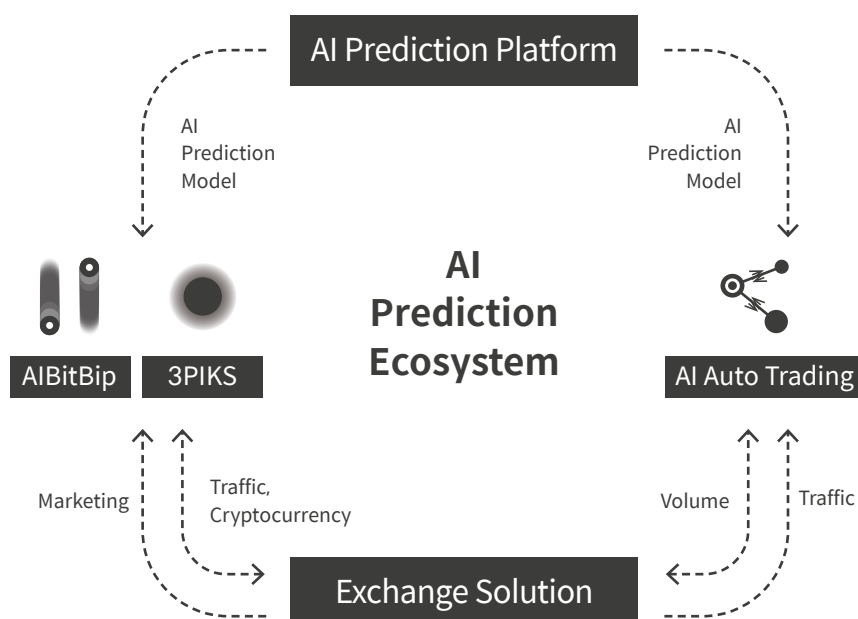 AI Prediction Platform
AI
Prediction
Model
AI
Prediction
Model
AI
Prediction
Ecosystem
AIBitBip
3PIKS
AI Auto Trading
Marketing
Traffic,
Cryptocurrency
Volume
Traffic
Exchange Solution